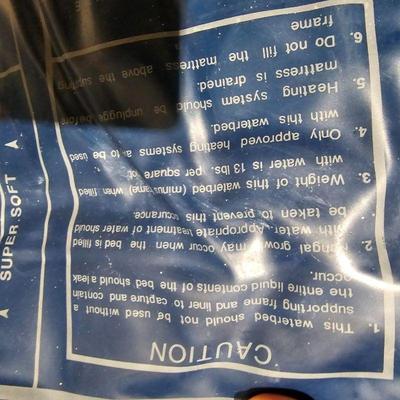 CAUTION
1. This waterbed should not be used without a
supporting frame and liner to capture and contain
the entire liquid contents of the bed should a leak
occur.
2. Fungal growth may occur when the bed is filled
with water. Appropriate treatment of water should
be taken to prevent this occurance.
3. Weight of this waterbed (minus frame) when filled
with water is 13 lbs. per square
4. Only approved heating systems to be used
with this waterbed.
5. Heating system should be unplugge before
mattress is drained.
6. Do not fill the mattress above the
frame
SUPER SOFT